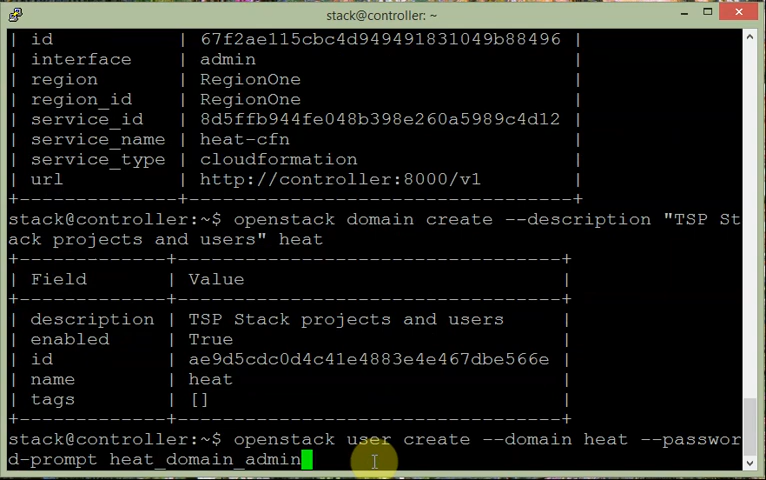 stack@controller: ~
| id | 67f2ae115cbc4d949491831049b88496 |
| interface | admin |
| region | RegionOne |
| region_id | RegionOne |
| service_id | 8d5ffb944fe048b398e260a5989c4d12 |
| service_name | heat-cfn |
| service_type | cloudformation |
| url | http://controller:8000/v1 |
+--------------+----------------------------------+
stack@controller:~$ openstack domain create --description "TSP St
ack projects and users" heat
+-------------+----------------------------------+
| Field | Value |
+-------------+----------------------------------+
| description | TSP Stack projects and users |
| enabled | True |
| id | ae9d5cdc0d4c41e4883e4e467dbe566e |
| name | heat |
| tags | [] |
+-------------+----------------------------------+
stack@controller:~$ openstack user create --domain heat --passwor
d-prompt heat_domain_admin